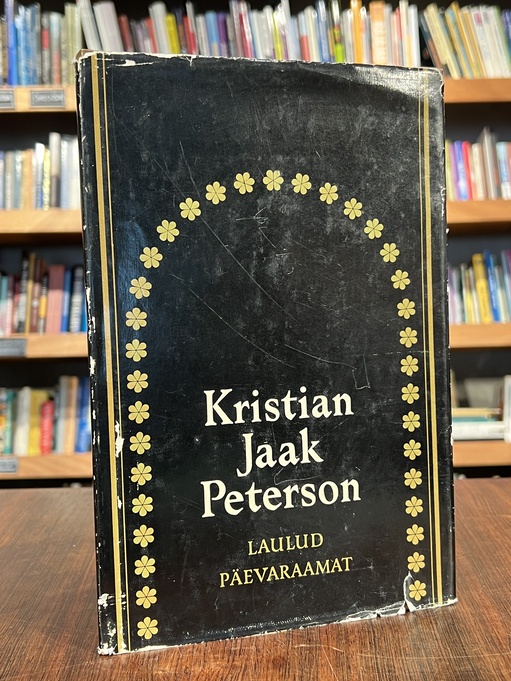 Kristian
Jaak
Peterson
LAULUD
PÄEVARAAMAT